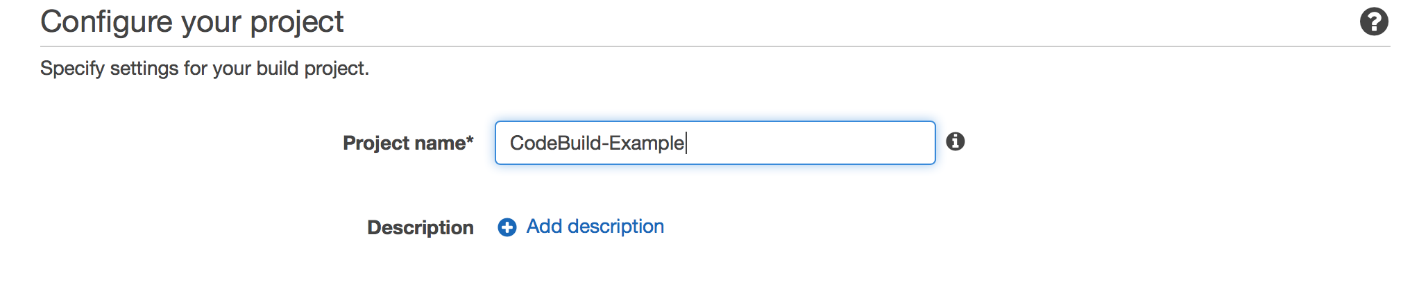 Configure your project
Specify settings for your build project.
Project name* CodeBuild-Example
Description Add description